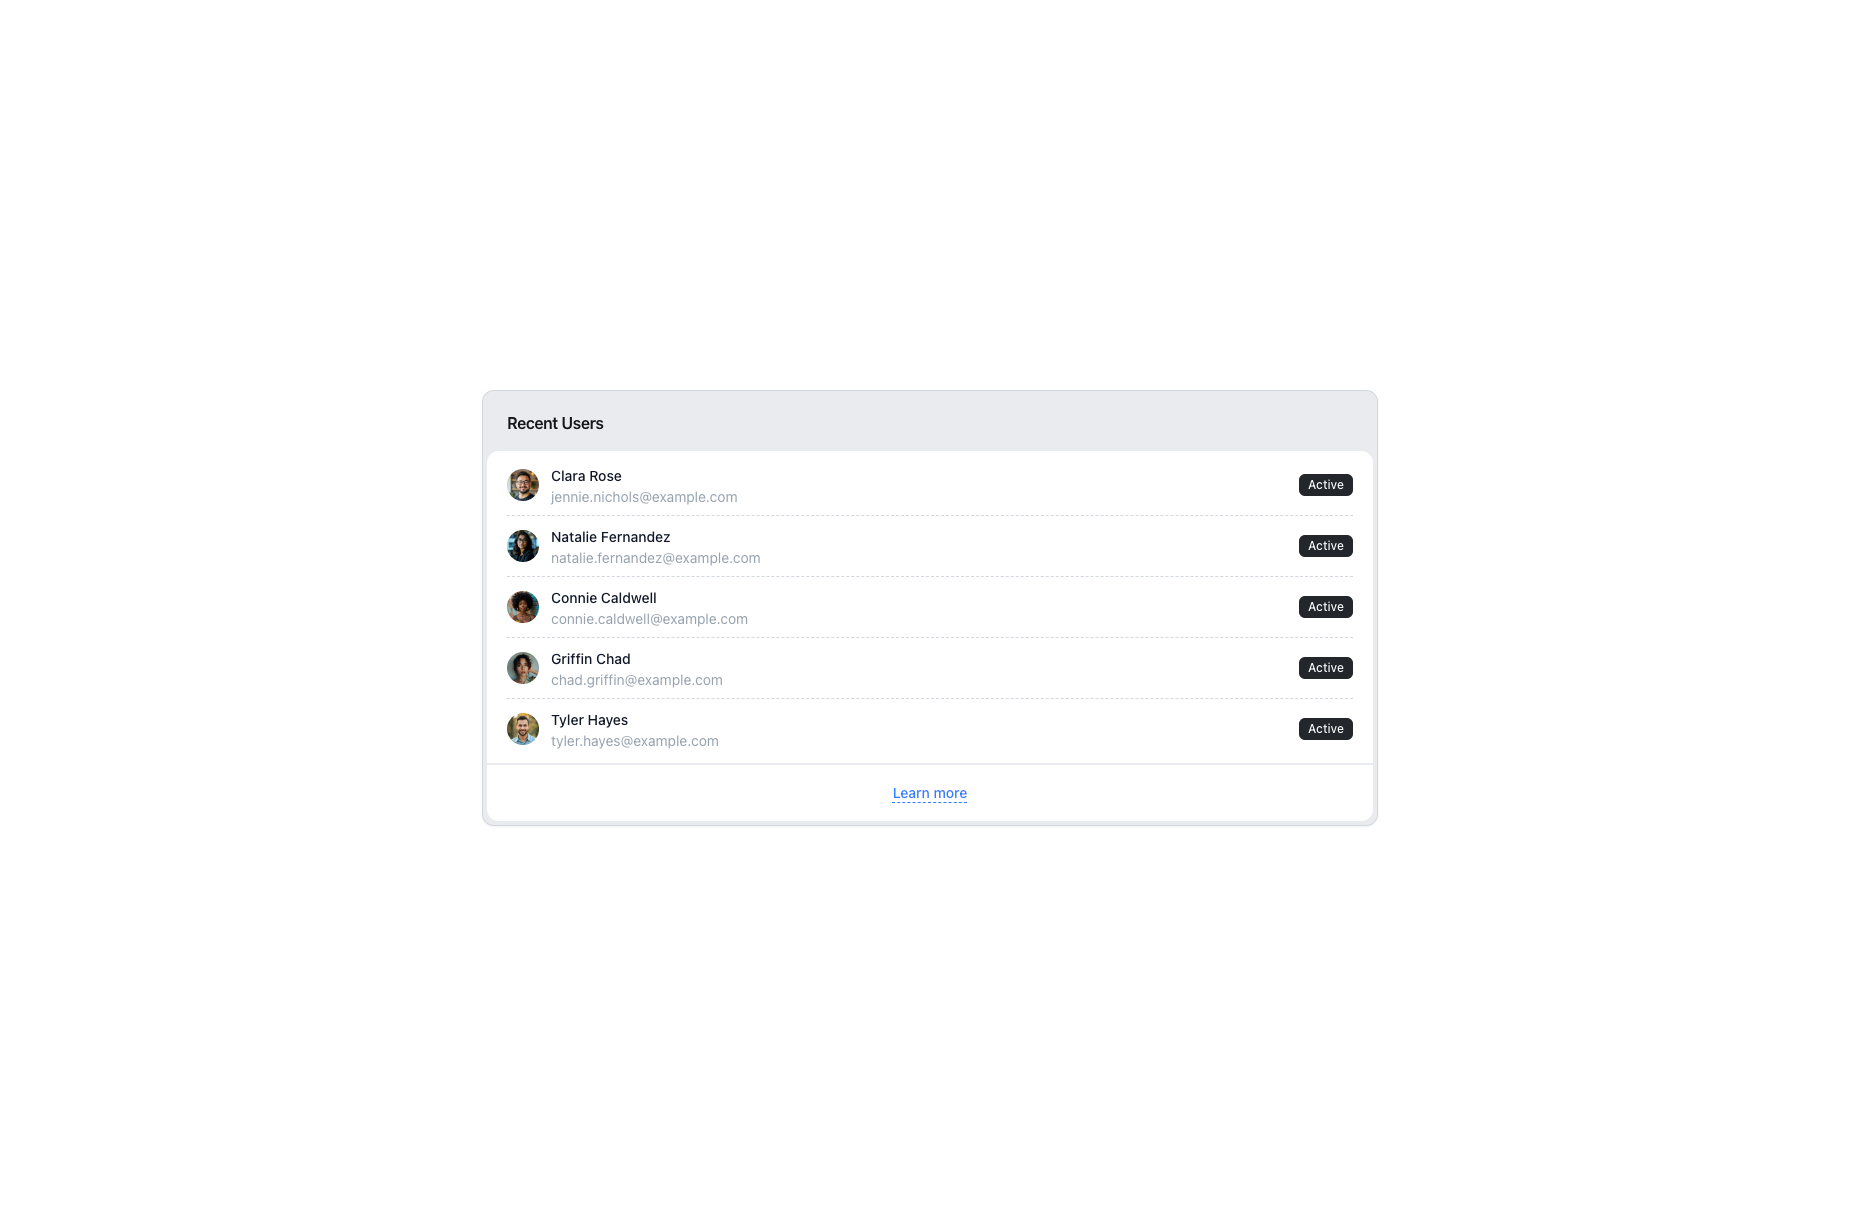 Recent Users
Clara Rose
jennie.nichols@example.com
Active
Natalie Fernandez
natalie.fernandez@example.com
Active
Connie Caldwell
connie.caldwell@example.com
Active
Griffin Chad
chad.griffin@example.com
Active
Tyler Hayes
tyler.hayes@example.com
Active
Learn more